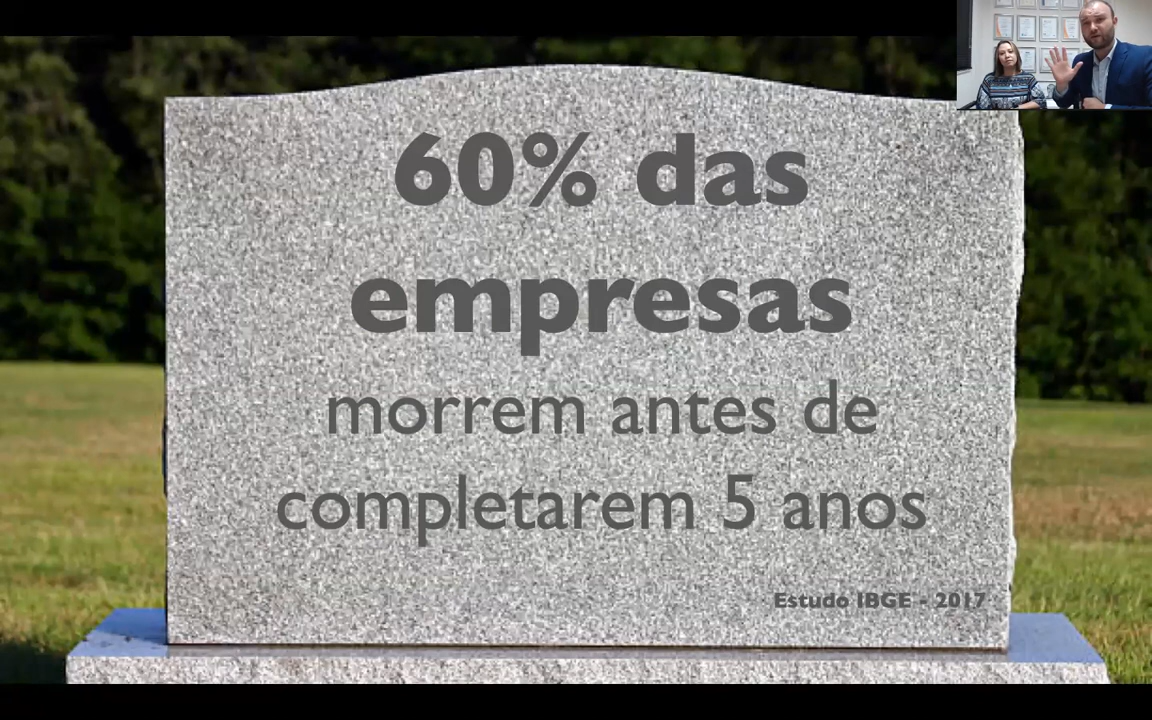 60% das
empresas
morrem antes de
completarem 5 anos
Estudo IBGE - 2017